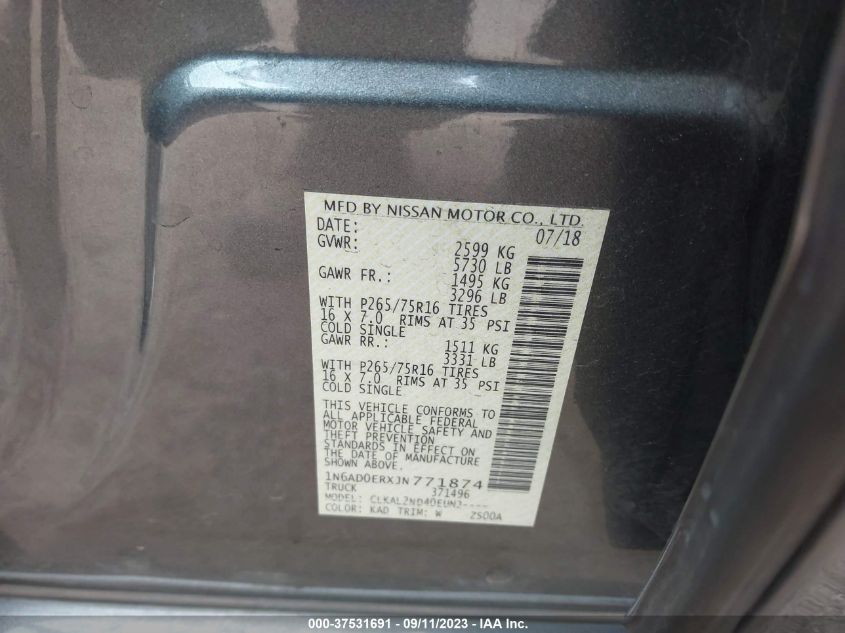 MFD BY NISSAN MOTOR CO., LTD.
DATE: 07/18
GVWR: 2599 KG
5730 LB
GAWR FR.: 1495 KG
3296 LB
WITH P265/75R16 TIRES
16 X 7.0 RIMS AT 35 PSI
COLD SINGLE
GAWR RR.: 1511 KG
3331 LB
WITH P265/75R16 TIRES
16 X 7.0 RIMS AT 35 PSI
COLD SINGLE
THIS VEHICLE CONFORMS TO
ALL APPLICABLE FEDERAL
MOTOR VEHICLE SAFETY AND
THEFT PREVENTION
STANDARDS IN EFFECT ON
THE DATE OF MANUFACTURE
SHOWN ABOVE.
1N6AD0ERXJN771874
TRUCK 371496
MODEL:
COLOR: KAD TRIM: W 2S00A
000-37531691 - 09/11/2023 - IAA Inc.